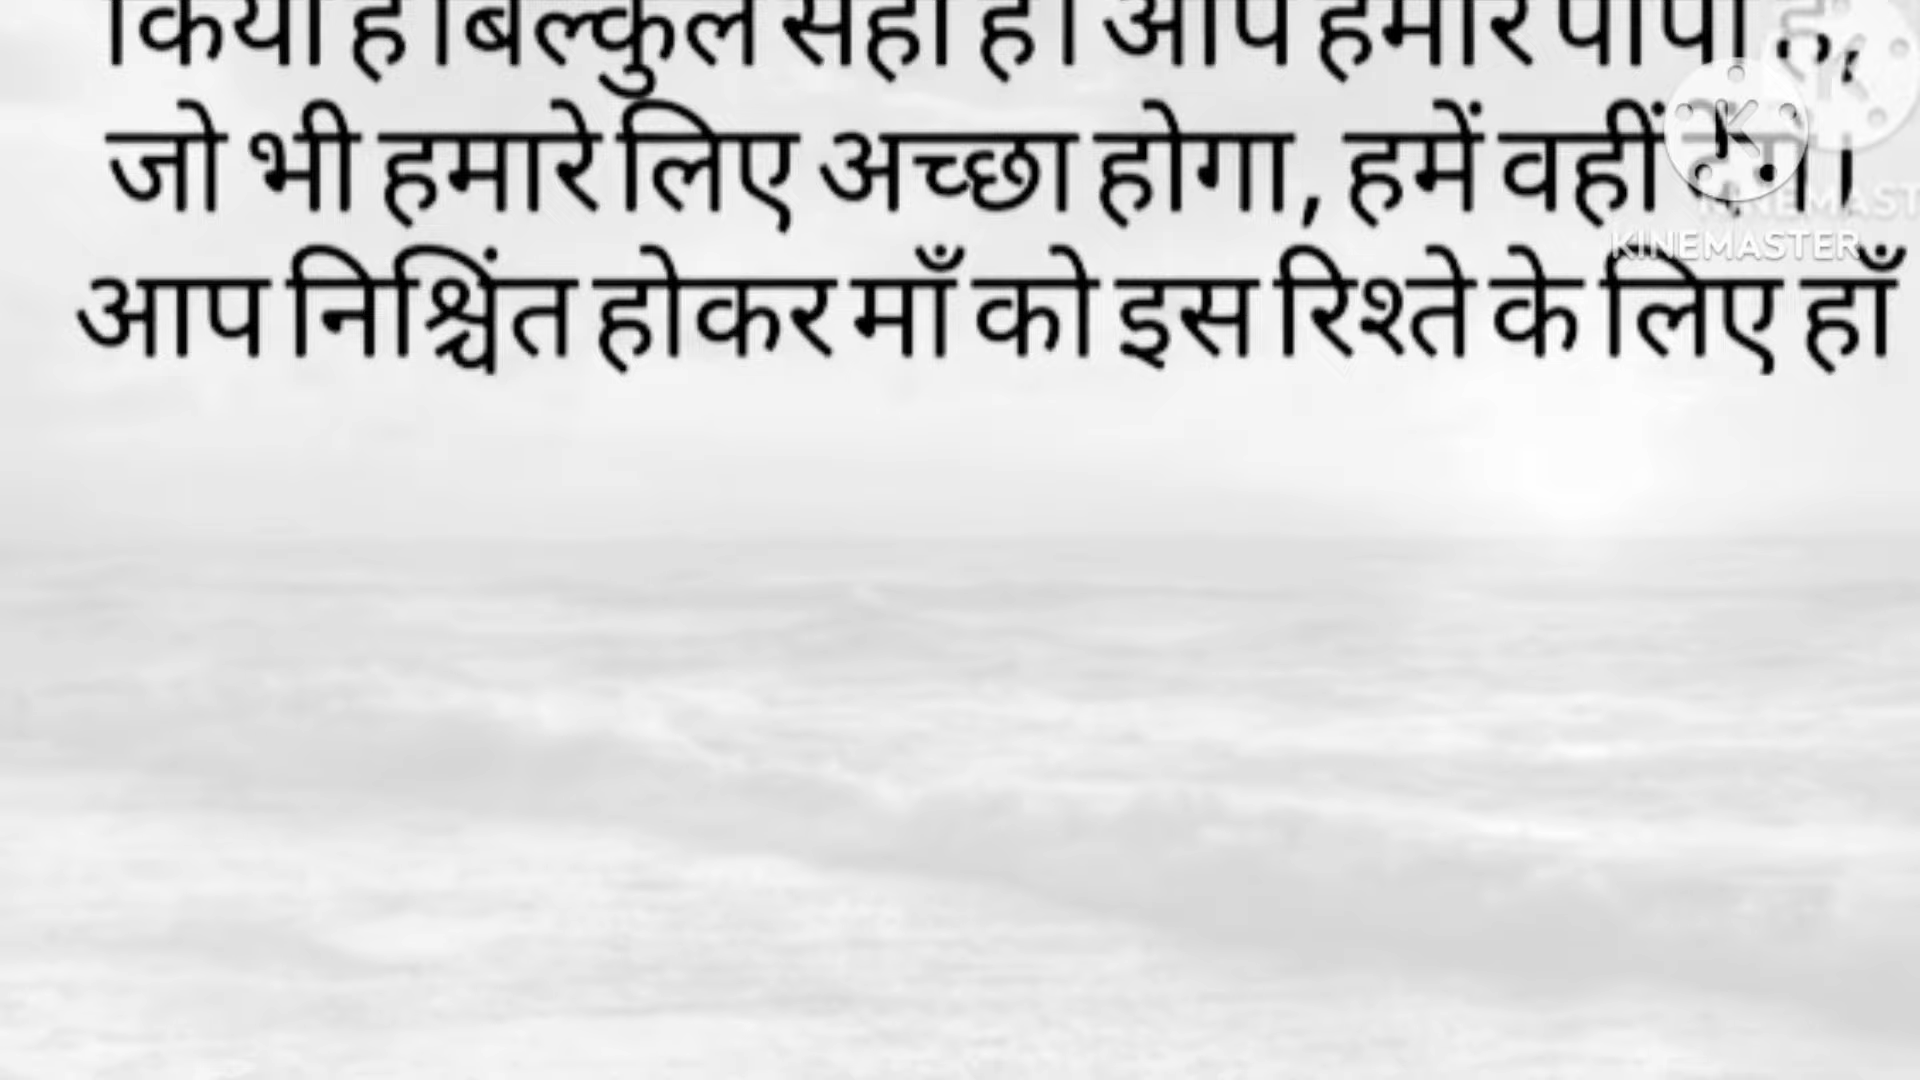 किया है। बिल्कुल सही है। आप हमारे पापा हैं,
जो भी हमारे लिए अच्छा होगा, हमें वहीं देंगे।
KINEMASTER
आप निश्चिंत होकर माँ को इस रिश्ते के लिए हाँ